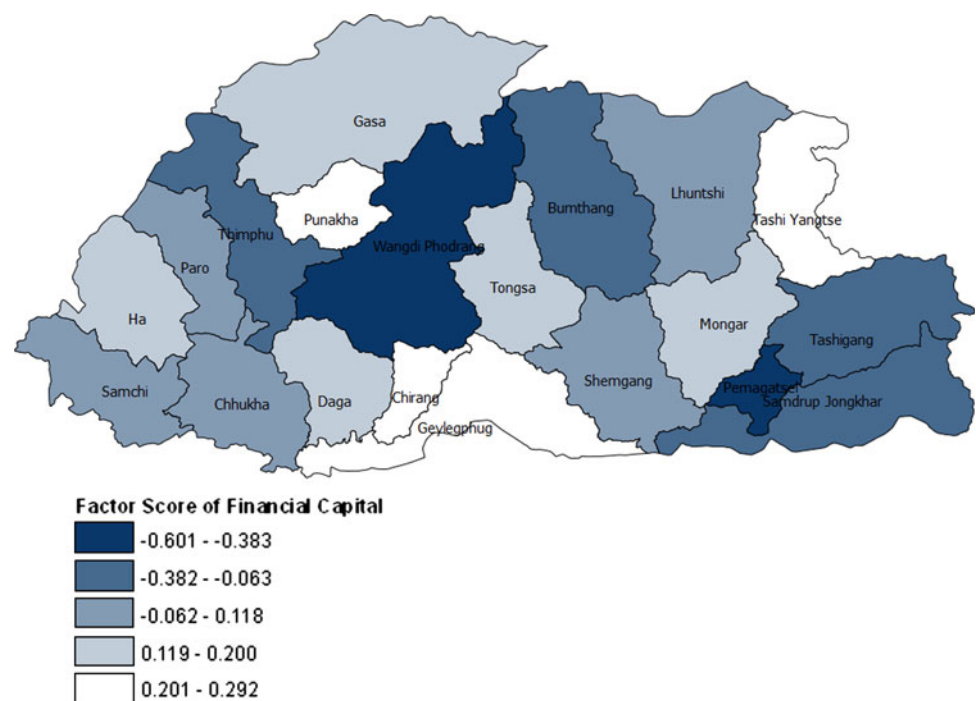 Gasa
Punakha
Thimphu
Wangdi Phodrang
Bumthang
Lhuntshi
Tashi Yangtse
Paro
Tongsa
Ha
Mongar
Tashigang
Samchi
Chhukha
Daga
Chirang
Shemgang
Pemagatsel
Samdrup Jongkhar
Geylegphug
Factor Score of Financial Capital
-0.601 - -0.383
-0.382 - -0.063
-0.062 - 0.118
0.119 - 0.200
0.201 - 0.292